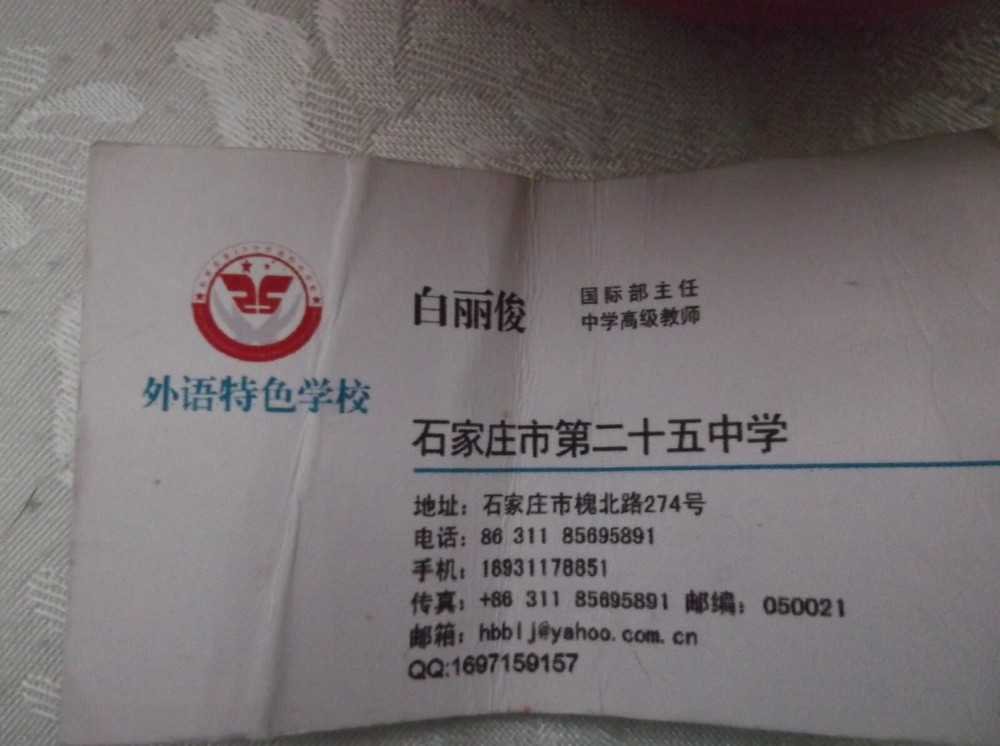 25
外语特色学校
白丽俊
国际部主任
中学高级教师
石家庄市第二十五中学
地址：石家庄市槐北路274号
电话：86 311 85695891
手机：18931178851
传真：+86 311 85695891 邮编：050021
邮箱：hbblj@yahoo.com.cn
QQ:1697159157